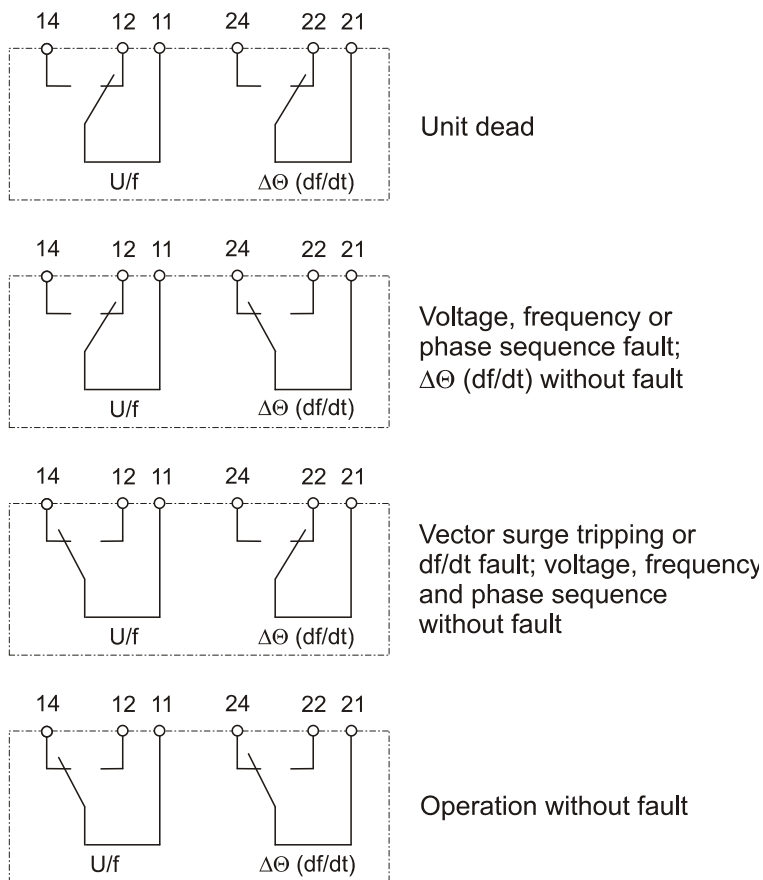 14 12 11 24 22 21
Unit dead
U/f ΔΘ (df/dt)
14 12 11 24 22 21
Voltage, frequency or
phase sequence fault;
ΔΘ (df/dt) without fault
U/f ΔΘ (df/dt)
14 12 11 24 22 21
Vector surge tripping or
df/dt fault; voltage, frequency
and phase sequence
without fault
U/f ΔΘ (df/dt)
14 12 11 24 22 21
Operation without fault
U/f ΔΘ (df/dt)